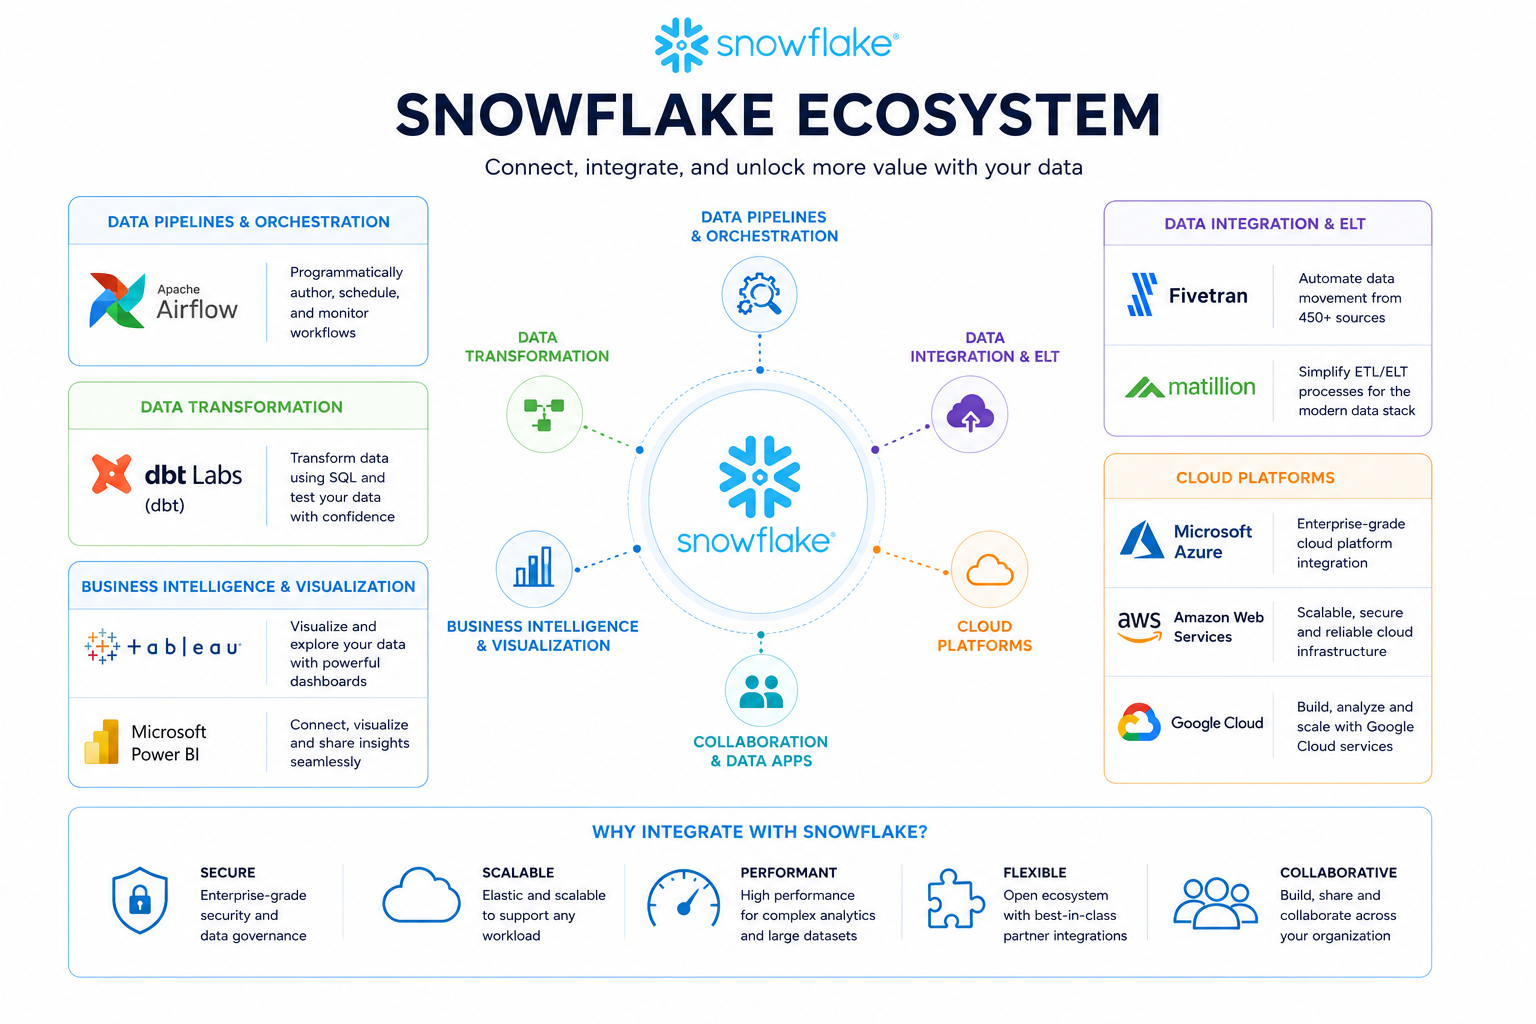 snowflake®
SNOWFLAKE ECOSYSTEM
Connect, integrate, and unlock more value with your data
DATA PIPELINES & ORCHESTRATION
Apache
Airflow
Programmatically
author, schedule,
and monitor
workflows
DATA TRANSFORMATION
dbt Labs
(dbt)
Transform data
using SQL and
test your data
with confidence
BUSINESS INTELLIGENCE & VISUALIZATION
+ableau
Visualize and
explore your data
with powerful
dashboards
Microsoft
Power BI
Connect, visualize
and share insights
seamlessly
DATA PIPELINES
& ORCHESTRATION
DATA
TRANSFORMATION
DATA
INTEGRATION & ELT
snowflake®
BUSINESS INTELLIGENCE
& VISUALIZATION
CLOUD
PLATFORMS
COLLABORATION
& DATA APPS
DATA INTEGRATION & ELT
Fivetran
Automate data
movement from
450+ sources
matillion
Simplify ETL/ELT
processes for the
modern data stack
CLOUD PLATFORMS
Microsoft
Azure
Enterprise-grade
cloud platform
integration
aws
Amazon Web
Services
Scalable, secure
and reliable cloud
infrastructure
Google Cloud
Build, analyze and
scale with Google
Cloud services
WHY INTEGRATE WITH SNOWFLAKE?
SECURE
Enterprise-grade
security and
data governance
SCALABLE
Elastic and scalable
to support any
workload
PERFORMANT
High performance
for complex analytics
and large datasets
FLEXIBLE
Open ecosystem
with best-in-class
partner integrations
COLLABORATIVE
Build, share and
collaborate across
your organization